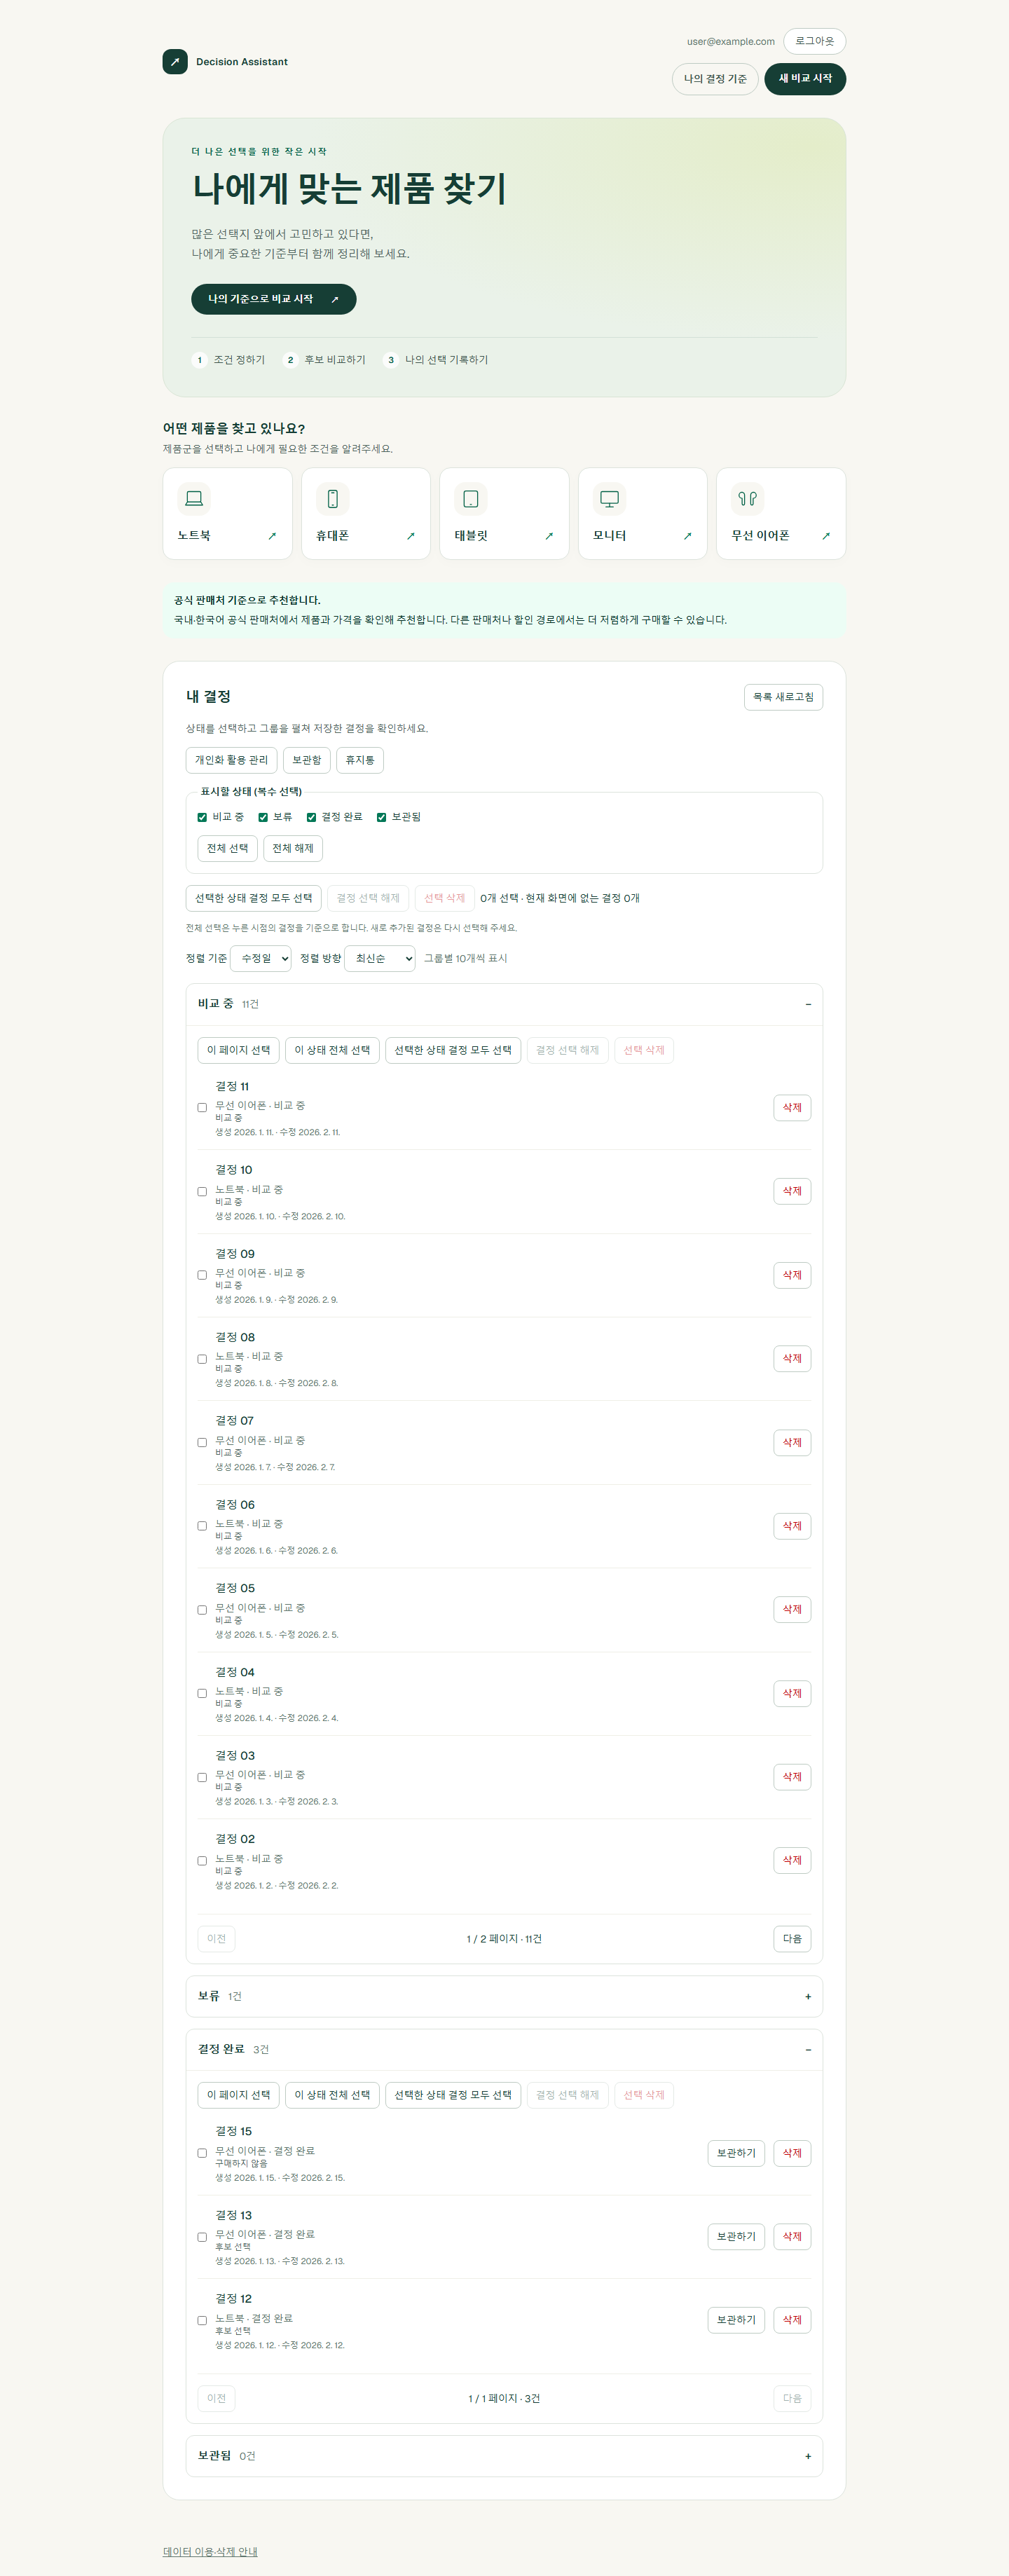 Decision Assistant
user@example.com 로그아웃
나의 결정 기준 새 비교 시작
더 나은 선택을 위한 작은 시작
나에게 맞는 제품 찾기
많은 선택지 앞에서 고민하고 있다면,
나에게 중요한 기준부터 함께 정리해 보세요.
나의 기준으로 비교 시작 ↗
1 조건 정하기 2 후보 비교하기 3 나의 선택 기록하기
어떤 제품을 찾고 있나요?
제품군을 선택하고 나에게 필요한 조건을 알려주세요.
노트북 ↗ 휴대폰 ↗ 태블릿 ↗ 모니터 ↗ 무선 이어폰 ↗
공식 판매처 기준으로 추천합니다.
국내·한국어 공식 판매처에서 제품과 가격을 확인해 추천합니다. 다른 판매처나 할인 경로에서는 더 저렴하게 구매할 수 있습니다.
내 결정 목록 새로고침
상태를 선택하고 그룹을 펼쳐 저장한 결정을 확인하세요.
개인화 활용 관리 보관함 휴지통
표시할 상태 (복수 선택)
비교 중 보류 결정 완료 보관됨
전체 선택 전체 해제
선택한 상태 결정 모두 선택 결정 선택 해제 선택 삭제 0개 선택 · 현재 화면에 없는 결정 0개
전체 선택은 누른 시점의 결정을 기준으로 합니다. 새로 추가된 결정은 다시 선택해 주세요.
정렬 기준 수정일 정렬 방향 최신순 그룹별 10개씩 표시
비교 중 11건 −
이 페이지 선택 이 상태 전체 선택 선택한 상태 결정 모두 선택 결정 선택 해제 선택 삭제
결정 11
무선 이어폰 · 비교 중
비교 중
생성 2026. 1. 11. · 수정 2026. 2. 11.
삭제
결정 10
노트북 · 비교 중
비교 중
생성 2026. 1. 10. · 수정 2026. 2. 10.
삭제
결정 09
무선 이어폰 · 비교 중
비교 중
생성 2026. 1. 9. · 수정 2026. 2. 9.
삭제
결정 08
노트북 · 비교 중
비교 중
생성 2026. 1. 8. · 수정 2026. 2. 8.
삭제
결정 07
무선 이어폰 · 비교 중
비교 중
생성 2026. 1. 7. · 수정 2026. 2. 7.
삭제
결정 06
노트북 · 비교 중
비교 중
생성 2026. 1. 6. · 수정 2026. 2. 6.
삭제
결정 05
무선 이어폰 · 비교 중
비교 중
생성 2026. 1. 5. · 수정 2026. 2. 5.
삭제
결정 04
노트북 · 비교 중
비교 중
생성 2026. 1. 4. · 수정 2026. 2. 4.
삭제
결정 03
무선 이어폰 · 비교 중
비교 중
생성 2026. 1. 3. · 수정 2026. 2. 3.
삭제
결정 02
노트북 · 비교 중
비교 중
생성 2026. 1. 2. · 수정 2026. 2. 2.
삭제
이전 1 / 2 페이지 · 11건 다음
보류 1건 +
결정 완료 3건 −
이 페이지 선택 이 상태 전체 선택 선택한 상태 결정 모두 선택 결정 선택 해제 선택 삭제
결정 15
무선 이어폰 · 결정 완료
구매하지 않음
생성 2026. 1. 15. · 수정 2026. 2. 15.
보관하기 삭제
결정 13
무선 이어폰 · 결정 완료
후보 선택
생성 2026. 1. 13. · 수정 2026. 2. 13.
보관하기 삭제
결정 12
노트북 · 결정 완료
후보 선택
생성 2026. 1. 12. · 수정 2026. 2. 12.
보관하기 삭제
이전 1 / 1 페이지 · 3건 다음
보관됨 0건 +
데이터 이용·삭제 안내